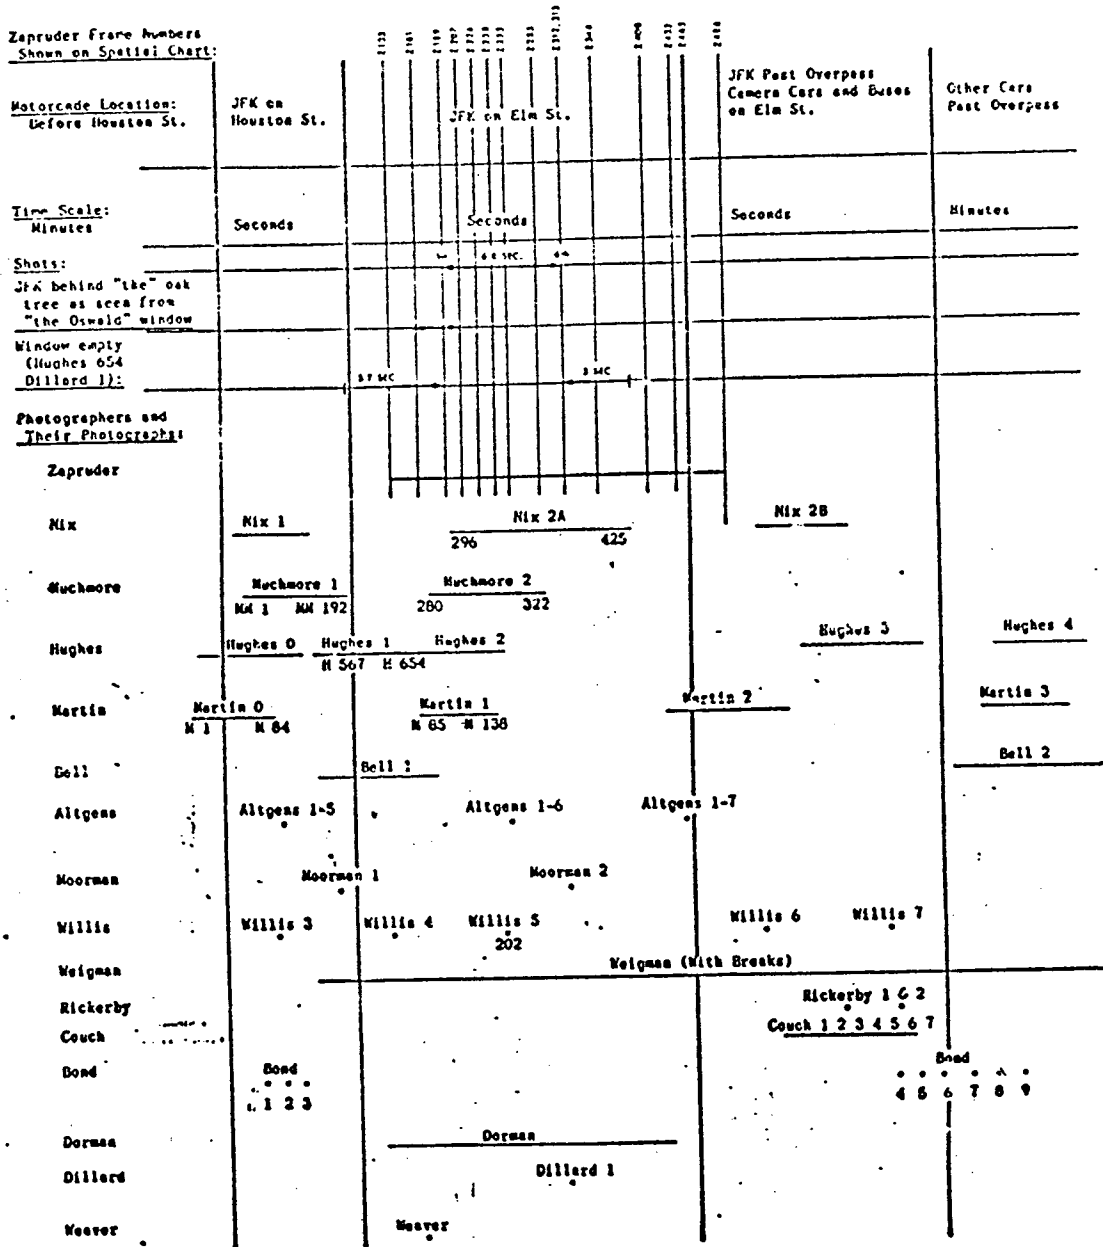 Zapruder Frame Numbers
Shown on Spatial Chart:
Motorcade Location:
Before Houston St.
JFK on
Houston St.
JFK on Elm St.
JFK Past Overpass
Camera Cars and Buses
on Elm St.
Other Cars
Past Overpass
Time Scale:
Minutes
Seconds
Seconds
Seconds
Minutes
Shots:
JFK behind "the" oak
tree as seen from
"the Oswald" window
Window empty
(Hughes 654
Dillard 1):
3 SEC
Photographers and
Their Photographs
Zapruder
Nix
Nix 1
Nix 2A
Nix 2B
296 425
Muchmore
Muchmore 1
Muchmore 2
MM 1 MM 192
280 322
Hughes
Hughes 0
Hughes 1
Hughes 2
Hughes 3
Hughes 4
H 567 H 654
Martin
Martin 0
Martin 1
Martin 2
Martin 3
M 1 M 84
M 85 M 138
Bell
Bell 1
Bell 2
Altgens
Altgens 1-5
Altgens 1-6
Altgens 1-7
Moorman
Moorman 1
Moorman 2
Willis
Willis 3
Willis 4
Willis 5
Willis 6
Willis 7
202
Weigman
Weigman (With Breaks)
Rickerby
Rickerby 1 & 2
Couch
Couch 1 2 3 4 5 6 7
Bond
Bond
Bond
1 2 3
4 5 6 7 8 9
Dorman
Dorman
Dillard
Dillard 1
Weaver
Weaver